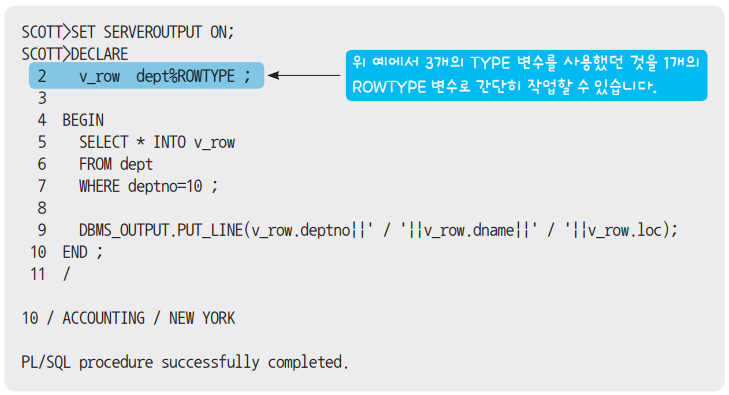 SCOTT>SET SERVEROUTPUT ON;
SCOTT>DECLARE
2 v_row dept%ROWTYPE ;
위 예에서 3개의 TYPE 변수를 사용했던 것을 1개의
ROWTYPE 변수로 간단히 작업할 수 있습니다.
3
4 BEGIN
5 SELECT * INTO v_row
6 FROM dept
7 WHERE deptno=10 ;
8
9 DBMS_OUTPUT.PUT_LINE(v_row.deptno||' / '||v_row.dname||' / '||v_row.loc);
10 END ;
11 /
10 / ACCOUNTING / NEW YORK
PL/SQL procedure successfully completed.